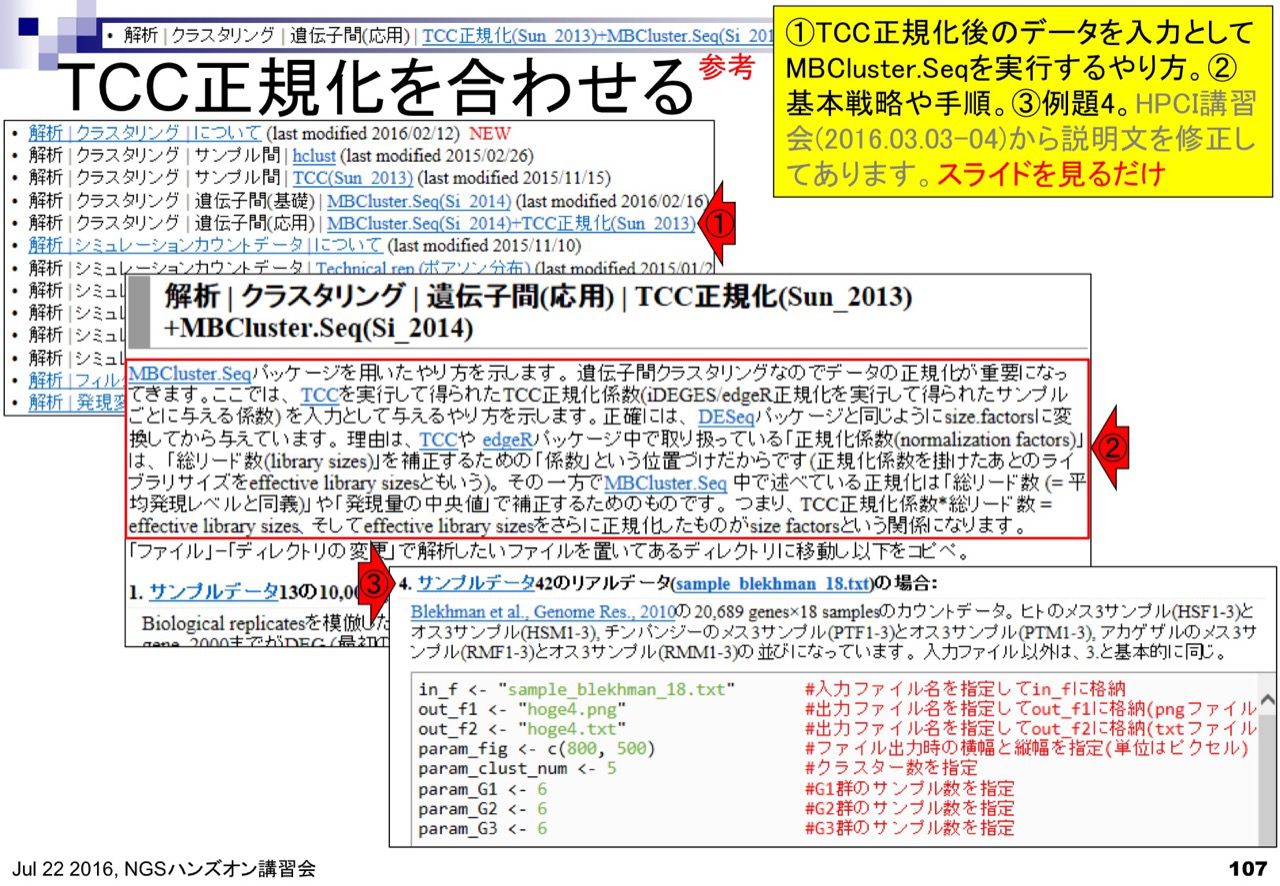 • 解析 | クラスタリング | 遺伝子間(応用) | TCC正規化(Sun_2013)+MBCluster.Seq(Si_201
TCC正規化を合わせる
参考
①TCC正規化後のデータを入力として
MBCluster.Seqを実行するやり方。②
基本戦略や手順。③例題4。HPCI講習
会(2016.03.03-04)から説明文を修正し
てあります。スライドを見るだけ
• 解析 | クラスタリング | について (last modified 2016/02/12) NEW
• 解析 | クラスタリング | サンプル間 | hclust (last modified 2015/02/26)
• 解析 | クラスタリング | サンプル間 | TCC(Sun_2013) (last modified 2015/11/15)
• 解析 | クラスタリング | 遺伝子間(基礎) | MBCluster.Seq(Si_2014) (last modified 2016/02/16)
• 解析 | クラスタリング | 遺伝子間(応用) | MBCluster.Seq(Si_2014)+TCC正規化(Sun_2013)
①
• 解析 | シミュレーションカウントデータ | について (last modified 2015/11/10)
• 解析 | シミュレーションカウントデータ | Technical rep.(ポアソン分布) (last modified 2015/01/2
• 解析 | シミュ
• 解析 | シミュ
• 解析 | シミュ
• 解析 | シミュ
• 解析 | フィル
• 解析 | 発現変
解析 | クラスタリング | 遺伝子間(応用) | TCC正規化(Sun_2013)
+MBCluster.Seq(Si_2014)
MBCluster.Seqパッケージを用いたやり方を示します。遺伝子間クラスタリングなのでデータの正規化が重要になっ
てきます。ここでは、TCCを実行して得られたTCC正規化係数(iDEGES/edgeR正規化を実行して得られたサンプル
ごとに与える係数) を入力として与えるやり方を示します。正確には、DESeqパッケージと同じようにsize.factorsに変
換してから与えています。理由は、TCCや edgeRパッケージ中で取り扱っている「正規化係数(normalization factors)」
は、「総リード数(library sizes)」を補正するための「係数」という位置づけだからです(正規化係数を掛けたあとのライ
ブラリサイズをeffective library sizesともいう)。その一方でMBCluster.Seq 中で述べている正規化は「総リード数 (= 平
均発現レベルと同義)」や「発現量の中央値」で補正するためのものです。つまり、TCC正規化係数*総リード数 =
effective library sizes、そしてeffective library sizesをさらに正規化したものがsize factorsという関係になります。
②
「ファイル」−「ディレクトリの変更」で解析したいファイルを置いてあるディレクトリに移動し以下をコピペ。
1. サンプルデータ13の10,00
Biological replicatesを模倣した
gene_2000までがDEG (最初の
③
4. サンプルデータ42のリアルデータ(sample_blekhman_18.txt)の場合:
Blekhman et al., Genome Res., 2010の 20,689 genes×18 samplesのカウントデータ。ヒトのメス3サンプル(HSF1-3)と
オス3サンプル(HSM1-3), チンパンジーのメス3サンプル(PTF1-3)とオス3サンプル(PTM1-3), アカゲザルのメス3サ
ンプル(RMF1-3)とオス3サンプル(RMM1-3)の並びになっています。入力ファイル以外は、3.と基本的に同じ。
in_f <- "sample_blekhman_18.txt" #入力ファイル名を指定してin_fに格納
out_f1 <- "hoge4.png" #出力ファイル名を指定してout_f1に格納(pngファイル
out_f2 <- "hoge4.txt" #出力ファイル名を指定してout_f2に格納(txtファイル
param_fig <- c(800, 500) #ファイル出力時の横幅と縦幅を指定(単位はピクセル)
param_clust_num <- 5 #クラスター数を指定
param_G1 <- 6 #G1群のサンプル数を指定
param_G2 <- 6 #G2群のサンプル数を指定
param_G3 <- 6 #G3群のサンプル数を指定
Jul 22 2016, NGSハンズオン講習会
107